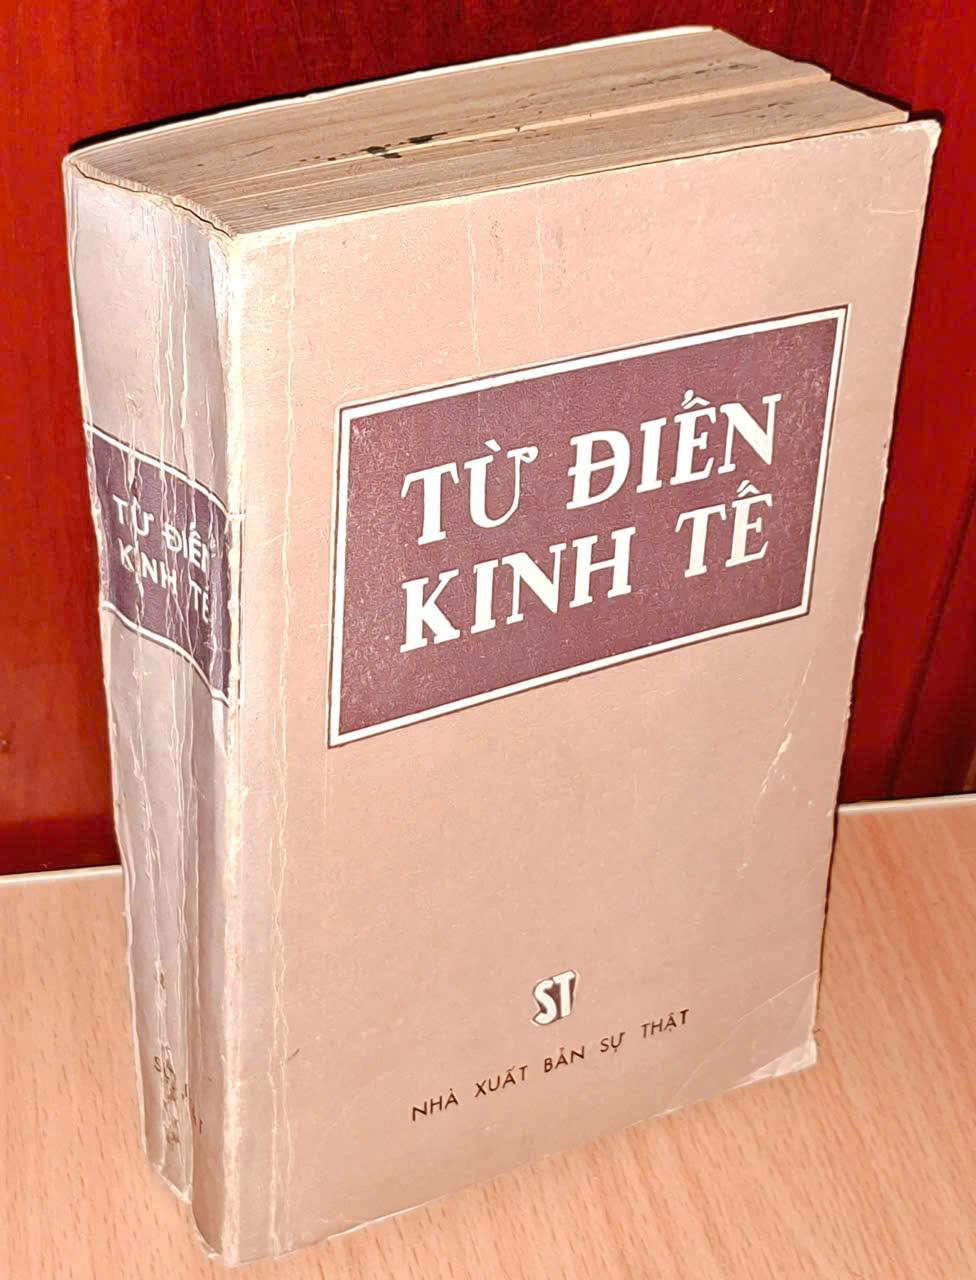 TỪ ĐIỂN
KINH TẾ
TỪ ĐIỂN
KINH TẾ
ST
NHÀ XUẤT BẢN SỰ THẬT